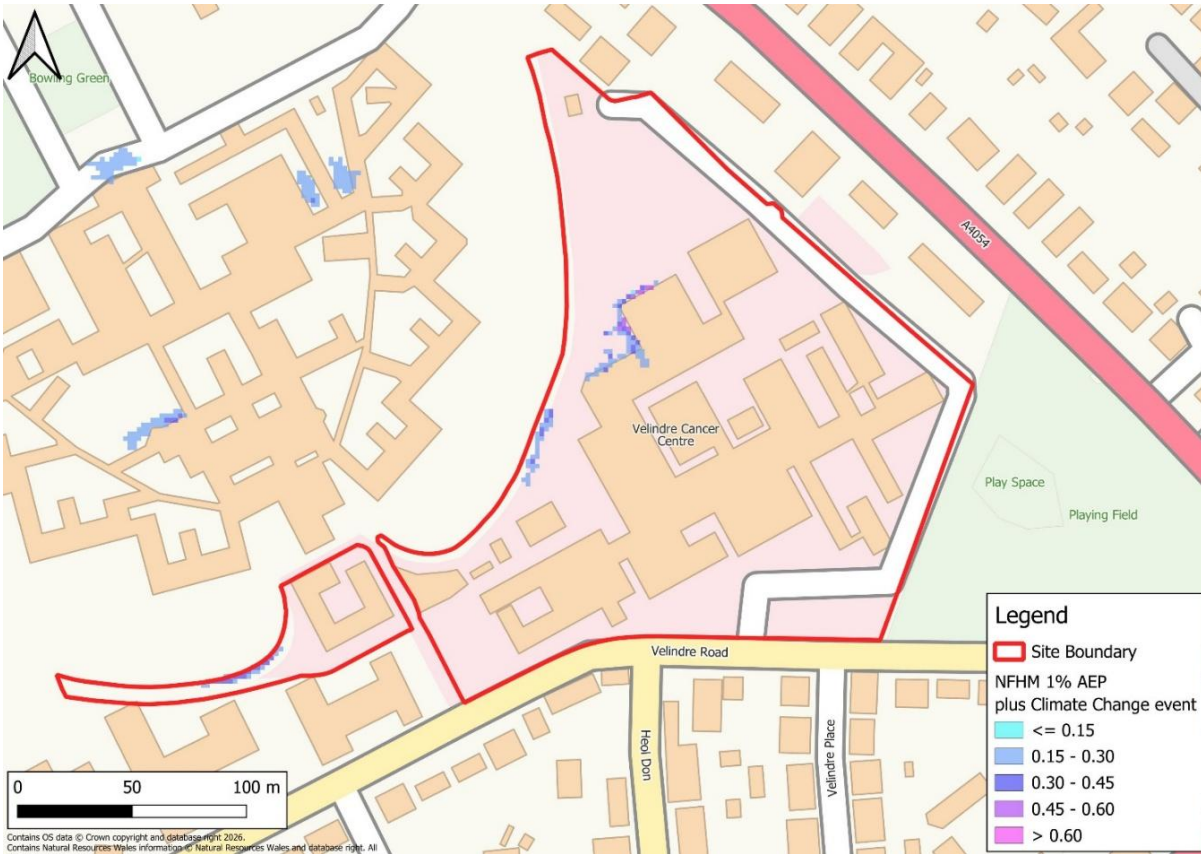 Bowling Green
A4054
Velindre Cancer
Centre
Play Space
Playing Field
Velindre Road
Heol Don
Velindre Place
Legend
Site Boundary
NFHM 1% AEP
plus Climate Change event
<= 0.15
0.15 - 0.30
0.30 - 0.45
0.45 - 0.60
> 0.60
0 50 100 m
Contains OS data © Crown copyright and database right 2026.
Contains Natural Resources Wales information © Natural Resources Wales and database right. All